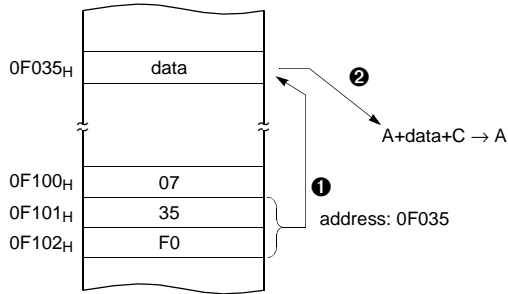 0F035H data
❷
A+data+C → A
0F100H 07
❶
0F101H 35
address: 0F035
0F102H F0